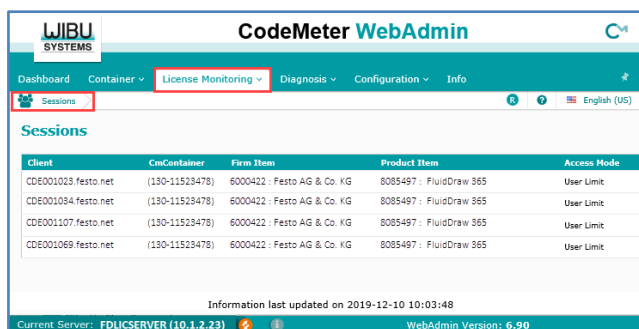 WIBU
SYSTEMS
CodeMeter WebAdmin
CM
Dashboard Container License Monitoring Diagnosis Configuration Info
Sessions
R ? English (US)
Sessions
Client CmContainer Firm Item Product Item Access Mode
CDE001023.festo.net (130-11523478) 6000422 : Festo AG & Co. KG 8085497 : FluidDraw 365 User Limit
CDE001034.festo.net (130-11523478) 6000422 : Festo AG & Co. KG 8085497 : FluidDraw 365 User Limit
CDE001107.festo.net (130-11523478) 6000422 : Festo AG & Co. KG 8085497 : FluidDraw 365 User Limit
CDE001069.festo.net (130-11523478) 6000422 : Festo AG & Co. KG 8085497 : FluidDraw 365 User Limit
Information last updated on 2019-12-10 10:03:48
Current Server: FDLICSERVER (10.1.2.23) i WebAdmin Version: 6.90